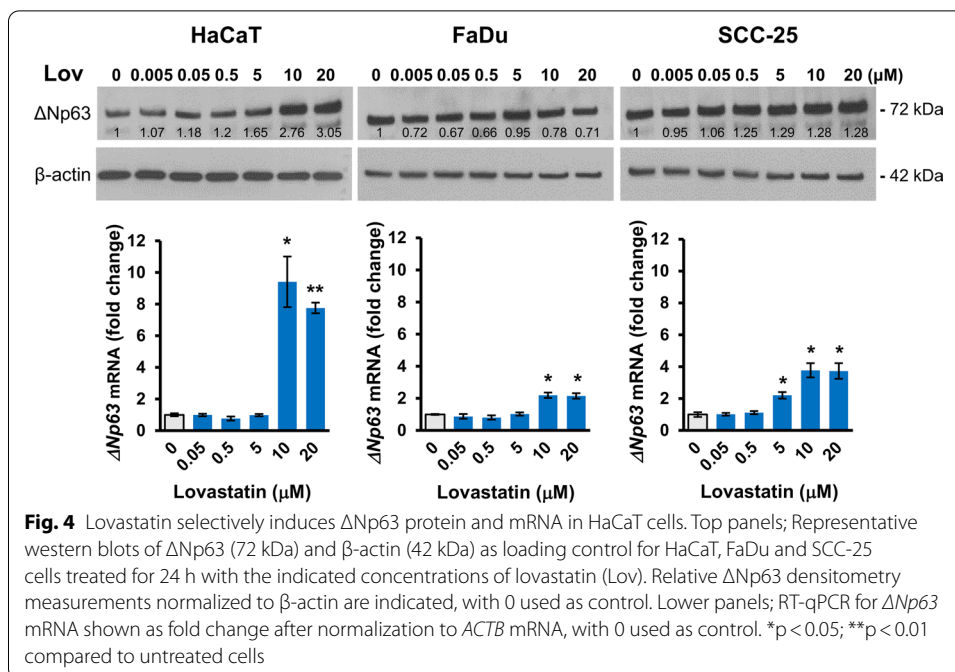 HaCaT FaDu SCC-25
Lov 0 0.005 0.05 0.5 5 10 20 0 0.005 0.05 0.5 5 10 20 0 0.005 0.05 0.5 5 10 20 (μM)
ΔNp63 - 72 kDa
1 1.07 1.18 1.2 1.65 2.76 3.05 1 0.72 0.67 0.66 0.95 0.78 0.71 1 0.95 1.06 1.25 1.29 1.28 1.28
β-actin - 42 kDa
ΔNp63 mRNA (fold change)
12
10
8
6
4
2
0
* **
0 0.05 0.5 5 10 20
Lovastatin (μM)
ΔNp63 mRNA (fold change)
12
10
8
6
4
2
0
* *
0 0.05 0.5 5 10 20
Lovastatin (μM)
ΔNp63 mRNA (fold change)
12
10
8
6
4
2
0
* * *
0 0.05 0.5 5 10 20
Lovastatin (μM)
Fig. 4 Lovastatin selectively induces ΔNp63 protein and mRNA in HaCaT cells. Top panels; Representative
western blots of ΔNp63 (72 kDa) and β-actin (42 kDa) as loading control for HaCaT, FaDu and SCC-25
cells treated for 24 h with the indicated concentrations of lovastatin (Lov). Relative ΔNp63 densitometry
measurements normalized to β-actin are indicated, with 0 used as control. Lower panels; RT-qPCR for ΔNp63
mRNA shown as fold change after normalization to ACTB mRNA, with 0 used as control. *p < 0.05; **p < 0.01
compared to untreated cells